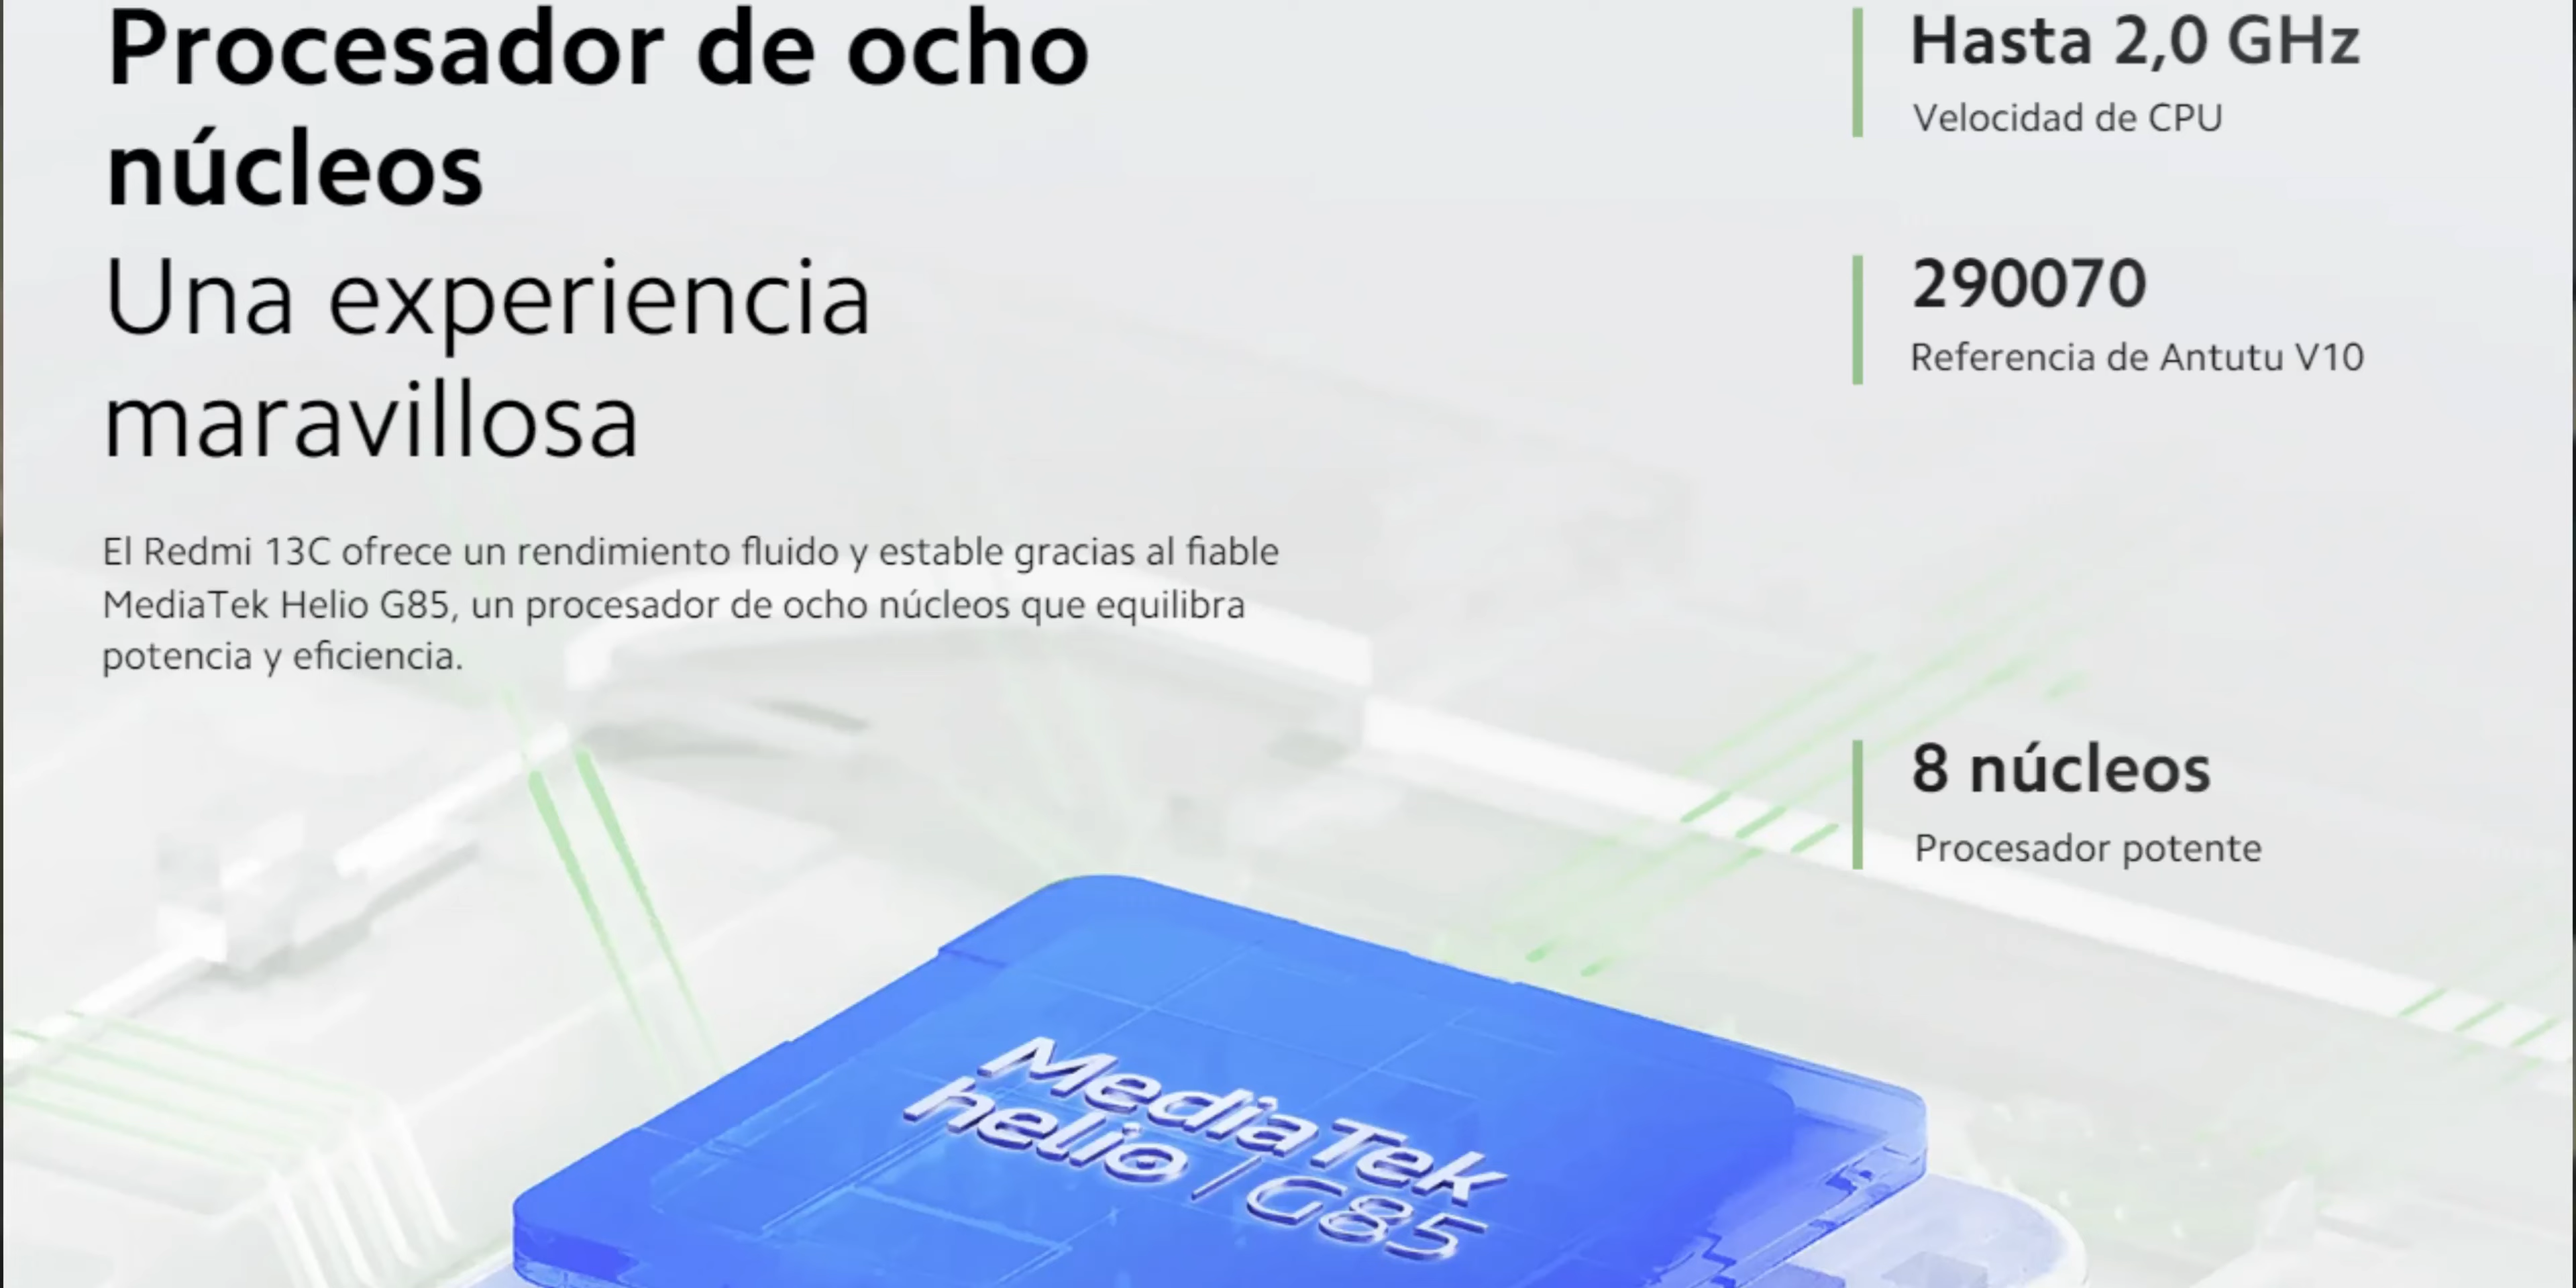 Procesador de ocho
núcleos
Una experiencia
maravillosa
El Redmi 13C ofrece un rendimiento fluido y estable gracias al fiable
MediaTek Helio G85, un procesador de ocho núcleos que equilibra
potencia y eficiencia.
Hasta 2,0 GHz
Velocidad de CPU
290070
Referencia de Antutu V10
8 núcleos
Procesador potente
MediaTek
helio | G85